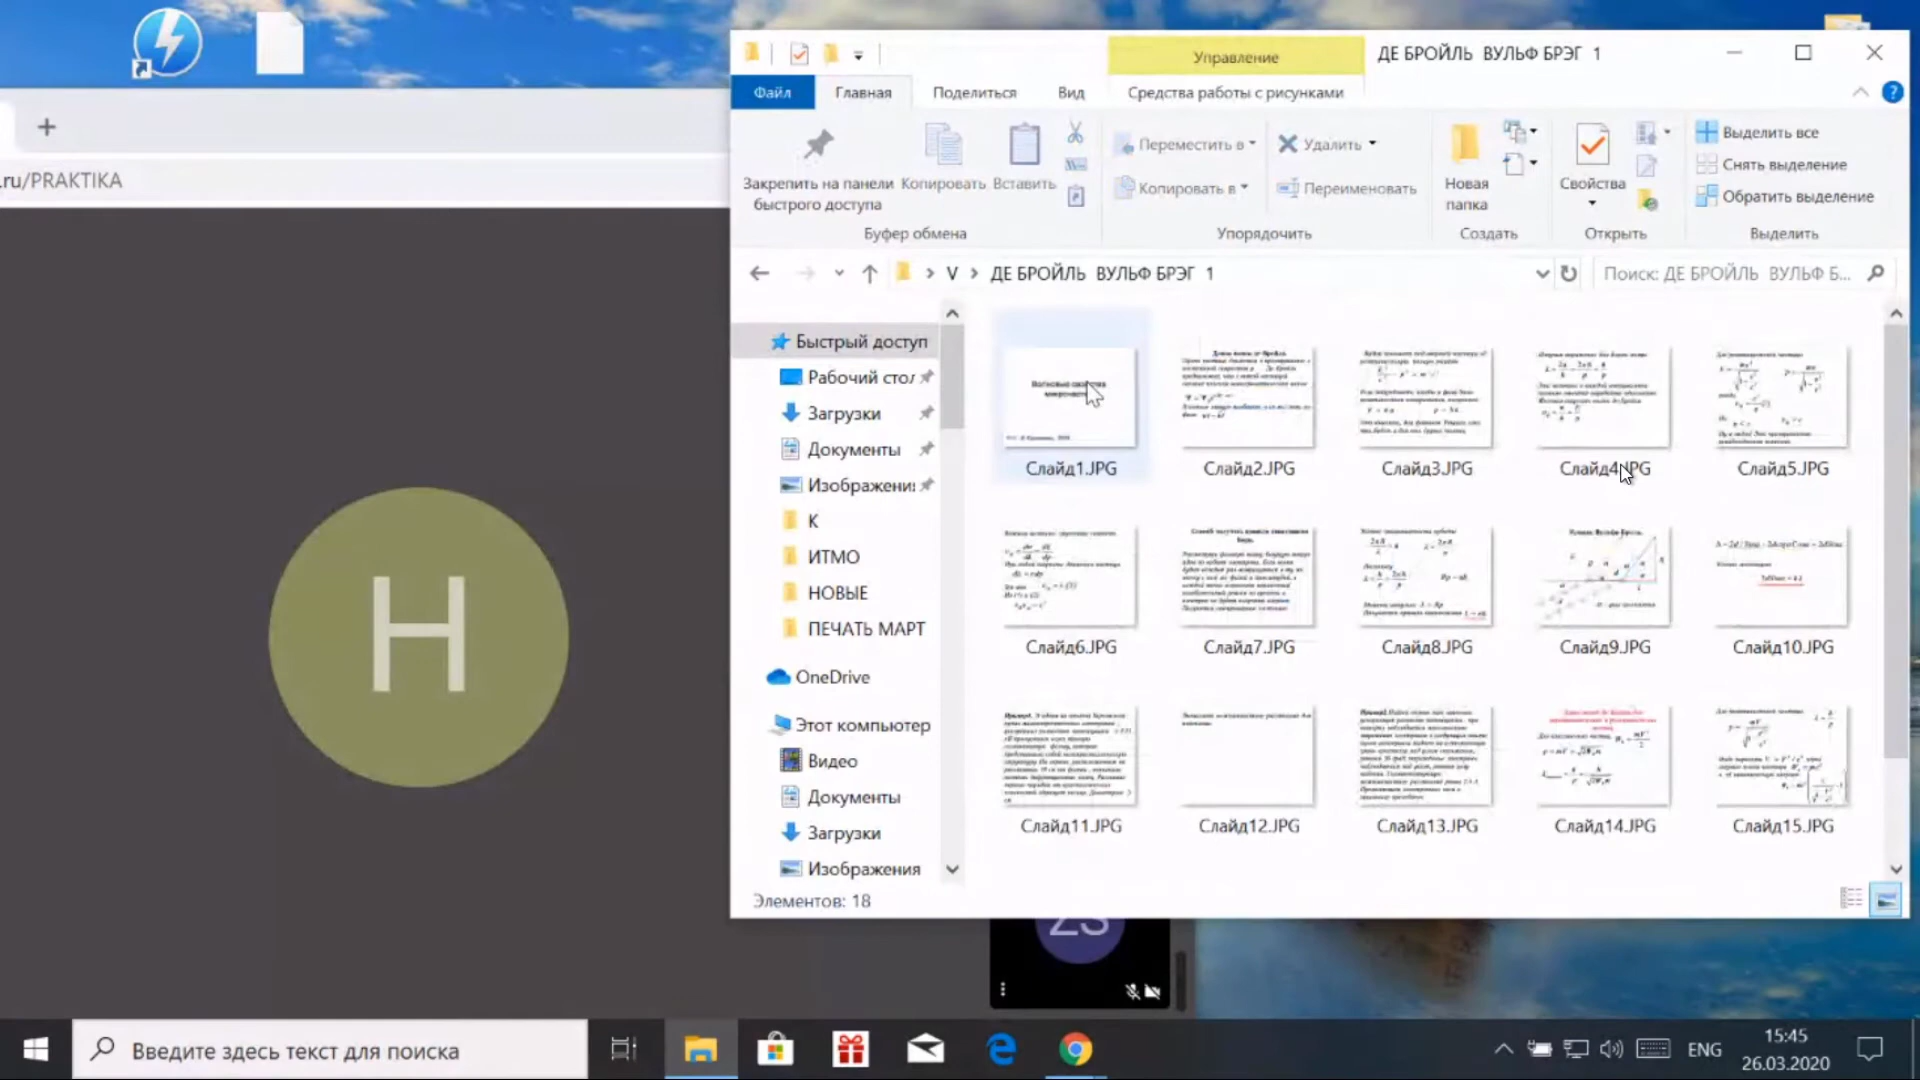 Управление
ДЕ БРОЙЛЬ ВУЛЬФ БРЭГ 1
Файл
Главная
Поделиться
Вид
Средства работы с рисунками
.ru/PRAKTIKA
Закрепить на панели
быстрого доступа
Копировать
Вставить
Переместить в
Копировать в
Удалить
Переименовать
Новая
папка
Свойства
Выделить все
Снять выделение
Обратить выделение
Буфер обмена
Упорядочить
Создать
Открыть
Выделить
V
ДЕ БРОЙЛЬ ВУЛЬФ БРЭГ 1
Поиск: ДЕ БРОЙЛЬ ВУЛЬФ Б...
Быстрый доступ
Рабочий стол
Загрузки
Документы
Изображени
К
ИТМО
НОВЫЕ
ПЕЧАТЬ МАРТ
OneDrive
Этот компьютер
Видео
Документы
Загрузки
Изображения
Слайд1.JPG
Слайд2.JPG
Слайд3.JPG
Слайд4.JPG
Слайд5.JPG
Слайд6.JPG
Слайд7.JPG
Слайд8.JPG
Слайд9.JPG
Слайд10.JPG
Слайд11.JPG
Слайд12.JPG
Слайд13.JPG
Слайд14.JPG
Слайд15.JPG
Элементов: 18
H
ZS
Введите здесь текст для поиска
ENG
15:45
26.03.2020